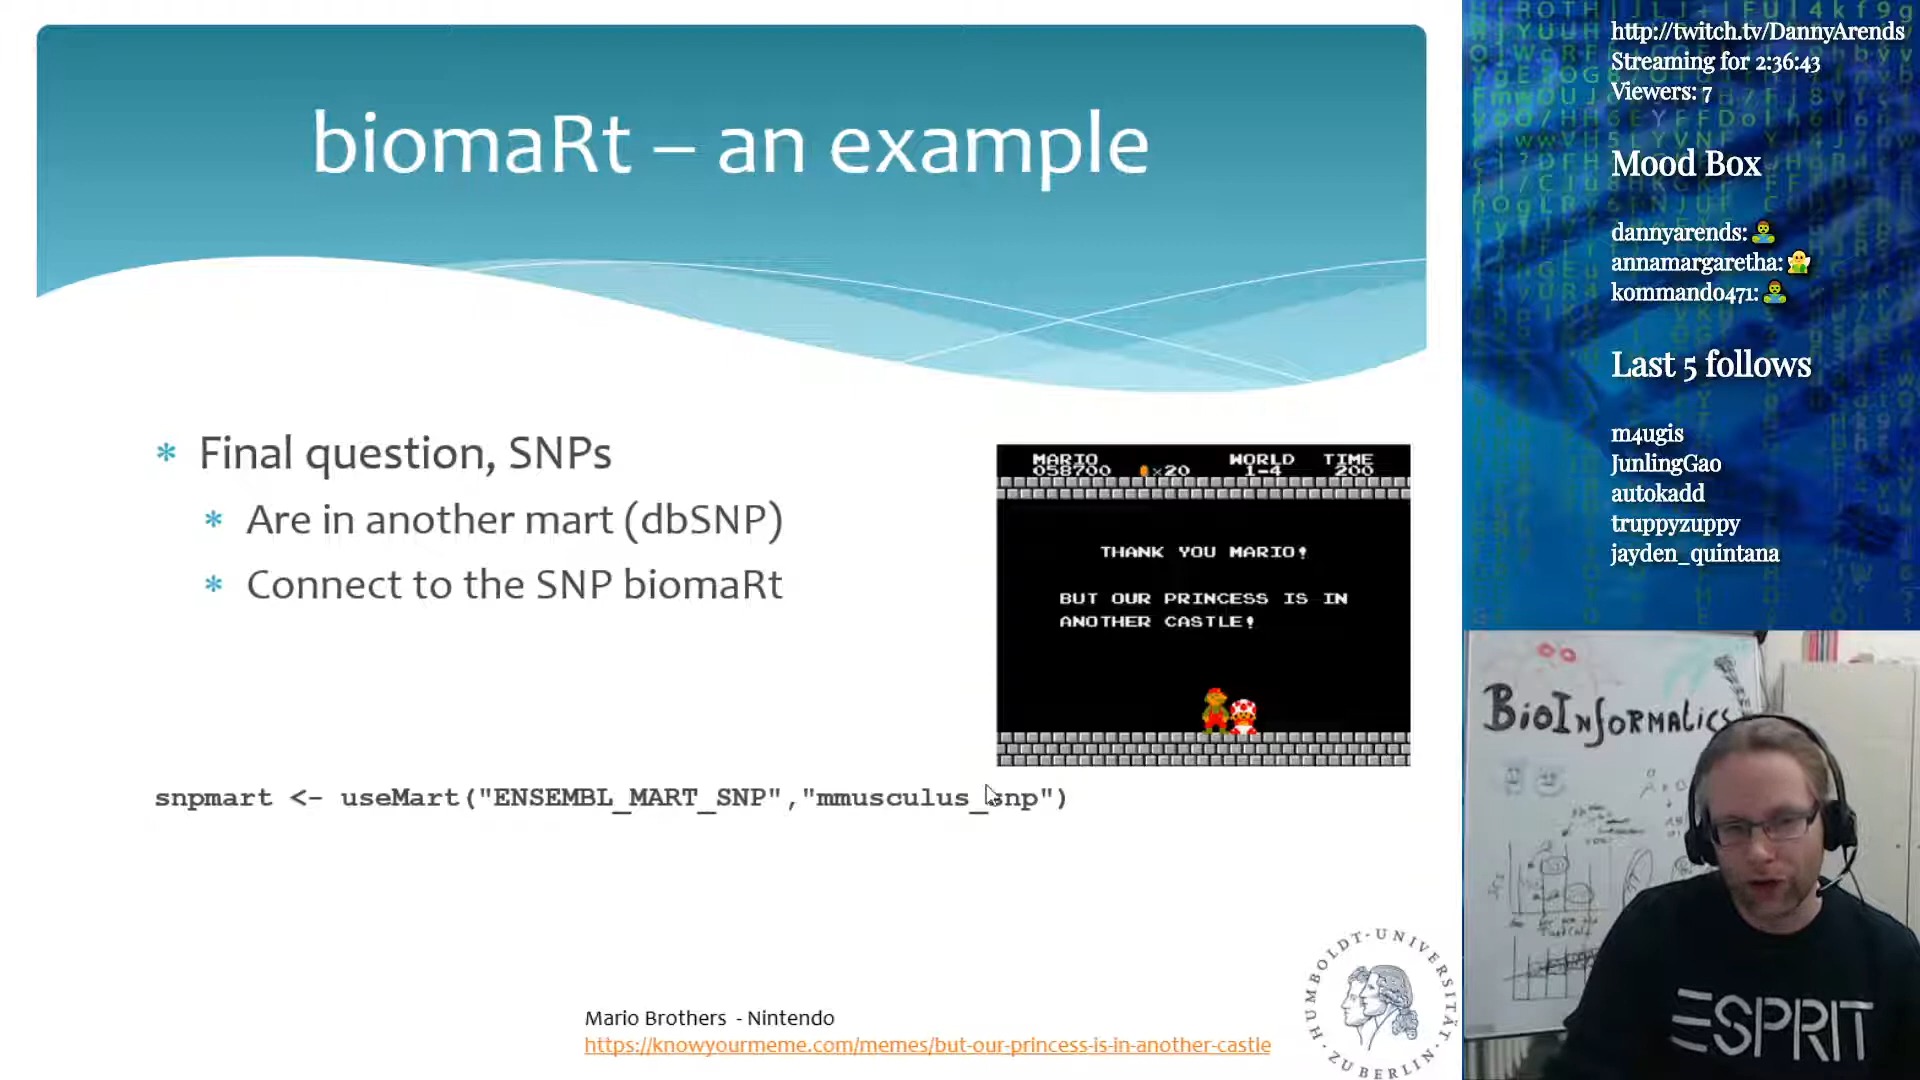 biomaRt – an example
* Final question, SNPs
* Are in another mart (dbSNP)
* Connect to the SNP biomaRt
MARIO WORLD TIME
058700 ×20 1-4 200
THANK YOU MARIO!
BUT OUR PRINCESS IS IN
ANOTHER CASTLE!
snpmart <- useMart("ENSEMBL_MART_SNP","mmusculus_snp")
Mario Brothers - Nintendo
https://knowyourmeme.com/memes/but-our-princess-is-in-another-castle
HUMBOLDT-UNIVERSITÄT
ZU BERLIN
http://twitch.tv/DannyArends
Streaming for 2:36:43
Viewers: 7
Mood Box
dannyarends:
annamargaretha:
kommando471:
Last 5 follows
m4ugis
JunlingGao
autokadd
truppyzuppy
jayden_quintana
BioInformatics
ESPRIT